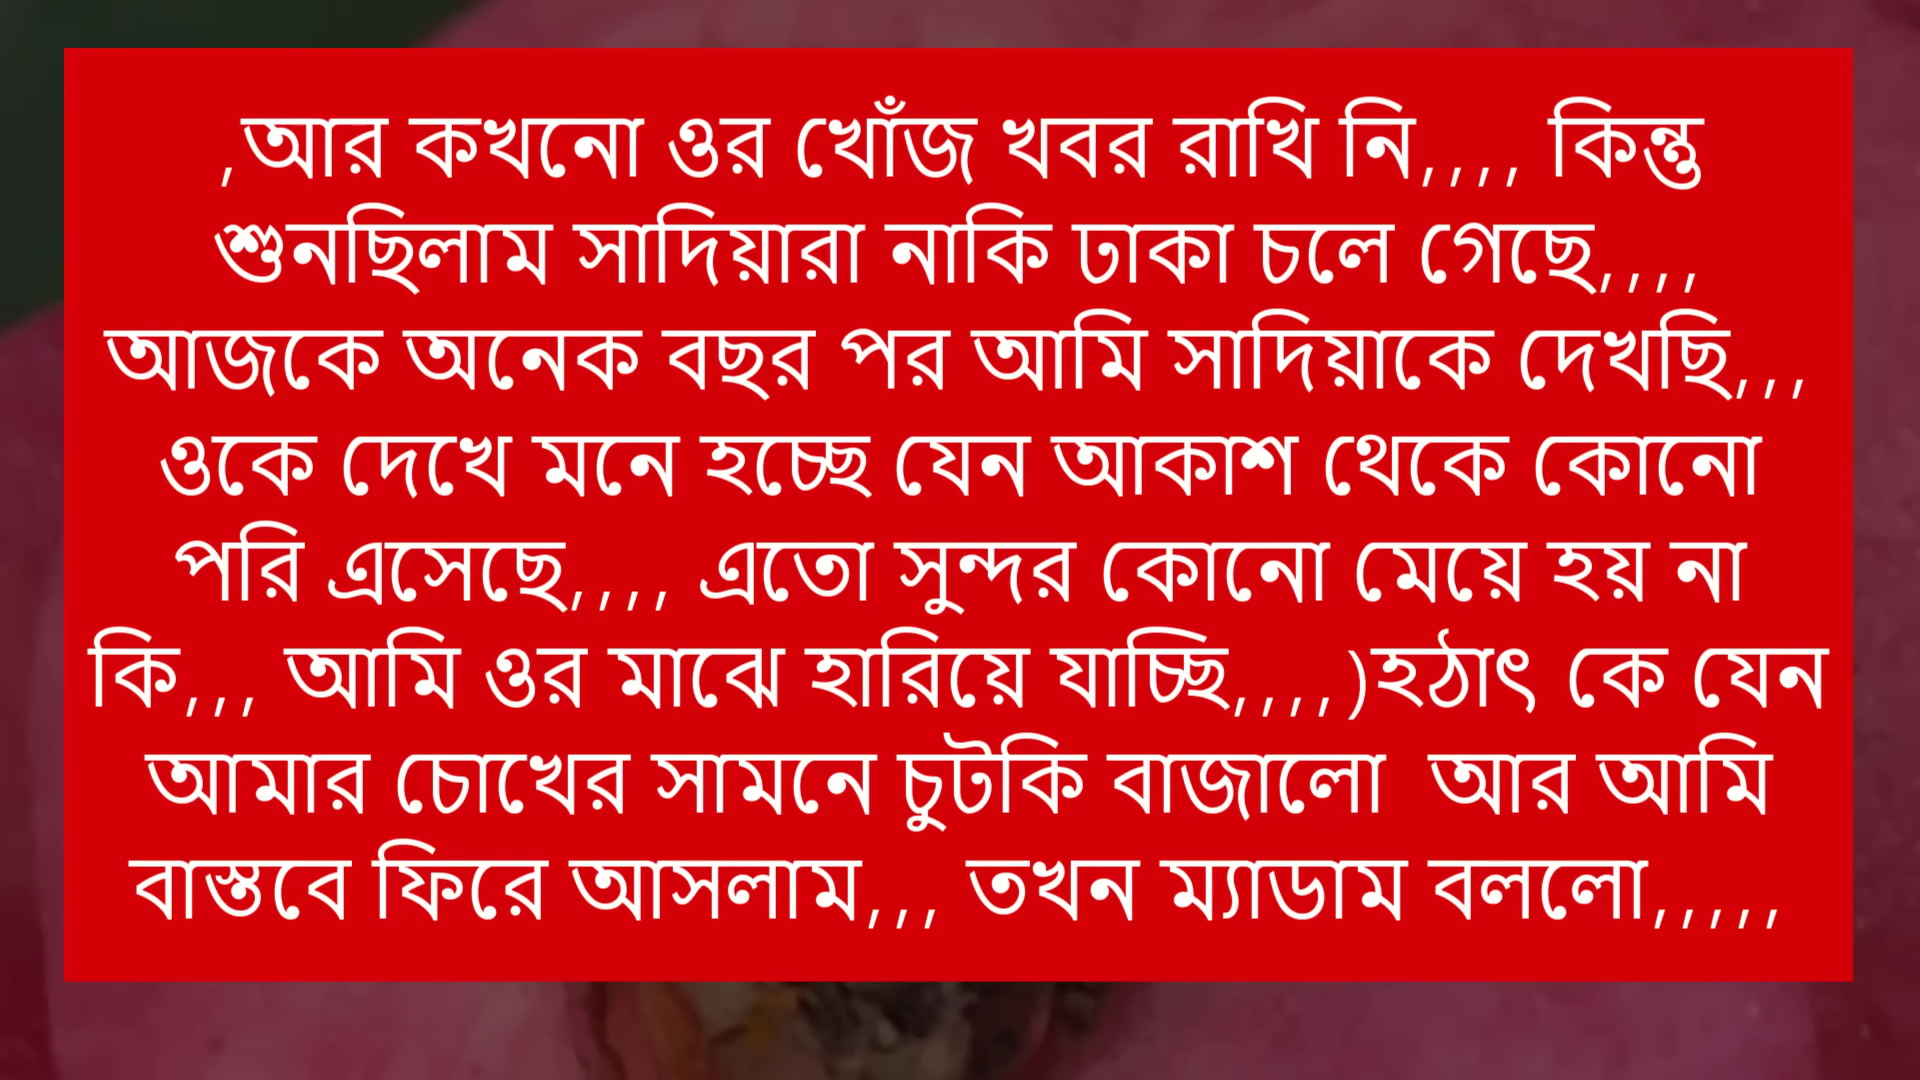 ,আর কখনো ওর খোঁজ খবর রাখি নি,,,, কিন্তু
শুনছিলাম সাদিয়ারা নাকি ঢাকা চলে গেছে,,,,
আজকে অনেক বছর পর আমি সাদিয়াকে দেখছি,,,
ওকে দেখে মনে হচ্ছে যেন আকাশ থেকে কোনো
পরি এসেছে,,,, এতো সুন্দর কোনো মেয়ে হয় না
কি,,, আমি ওর মাঝে হারিয়ে যাচ্ছি,,,,)হঠাৎ কে যেন
আমার চোখের সামনে চুটকি বাজালো  আর আমি
বাস্তবে ফিরে আসলাম,,, তখন ম্যাডাম বললো,,,,,